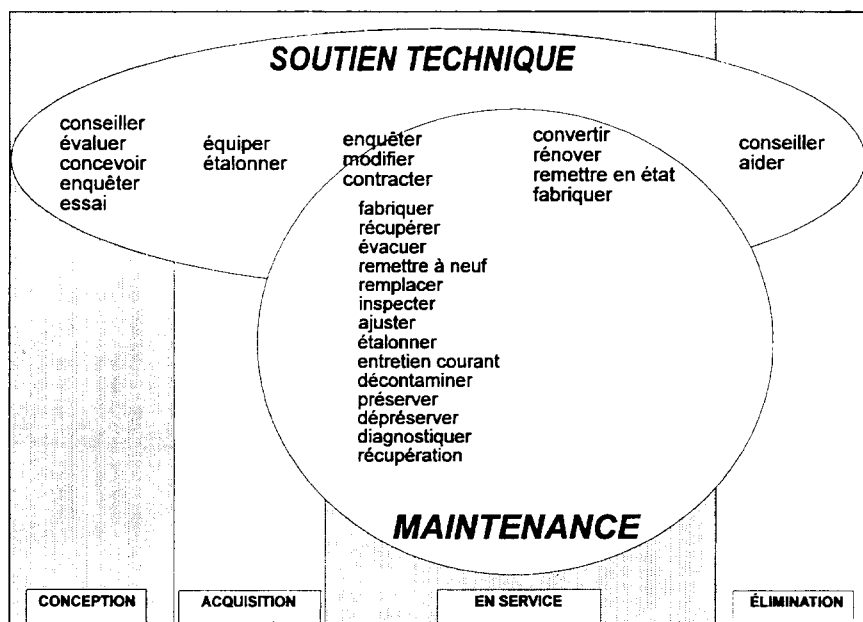 SOUTIEN TECHNIQUE
conseiller
évaluer
concevoir
enquêter
essai
équiper
étalonner
enquêter
modifier
contracter
convertir
rénover
remettre en état
fabriquer
conseiller
aider
fabriquer
récupérer
évacuer
remettre à neuf
remplacer
inspecter
ajuster
étalonner
entretien courant
décontaminer
préserver
dépréserver
diagnostiquer
récupération
MAINTENANCE
CONCEPTION
ACQUISITION
EN SERVICE
ÉLIMINATION